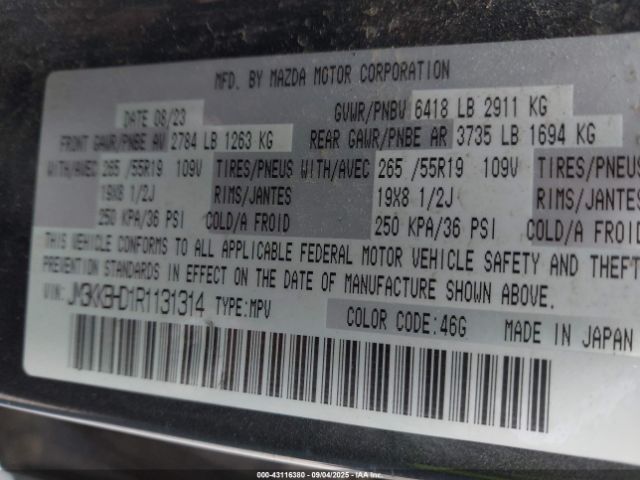 MFD. BY MAZDA MOTOR CORPORATION
DATE 08/23 GVWR/PNBV 6418 LB 2911 KG
FRONT GAWR/PNBE AV 2784 LB 1263 KG REAR GAWR/PNBE AR 3735 LB 1694 KG
WITH/AVEC 265 /55R19 109V TIRES/PNEUS WITH/AVEC 265 /55R19 109V TIRES/PNEUS
19X8 1/2J RIMS/JANTES 19X8 1/2J RIMS/JANTES
250 KPA/36 PSI COLD/A FROID 250 KPA/36 PSI COLD/A FROID
THIS VEHICLE CONFORMS TO ALL APPLICABLE FEDERAL MOTOR VEHICLE SAFETY AND THEFT
PREVENTION STANDARDS IN EFFECT ON THE DATE OF MANUFACTURE SHOWN ABOVE.
VIN: JM3KK3HD1R1131314 TYPE: MPV
COLOR CODE: 46G MADE IN JAPAN
000-43116380 - 09/04/2025 - IAAI.COM